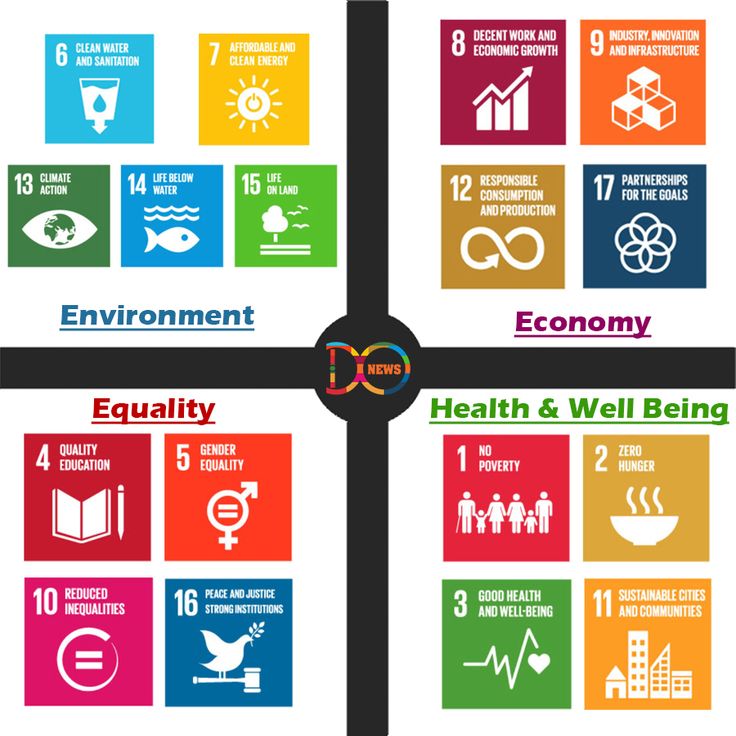 6 CLEAN WATER
AND SANITATION
7 AFFORDABLE AND
CLEAN ENERGY
13 CLIMATE
ACTION
14 LIFE BELOW
WATER
15 LIFE
ON LAND
Environment
8 DECENT WORK AND
ECONOMIC GROWTH
9 INDUSTRY, INNOVATION
AND INFRASTRUCTURE
12 RESPONSIBLE
CONSUMPTION
AND PRODUCTION
17 PARTNERSHIPS
FOR THE GOALS
Economy
NEWS
Equality
4 QUALITY
EDUCATION
5 GENDER
EQUALITY
10 REDUCED
INEQUALITIES
16 PEACE AND JUSTICE
STRONG INSTITUTIONS
Health & Well Being
1 NO
POVERTY
2 ZERO
HUNGER
3 GOOD HEALTH
AND WELL-BEING
11 SUSTAINABLE CITIES
AND COMMUNITIES